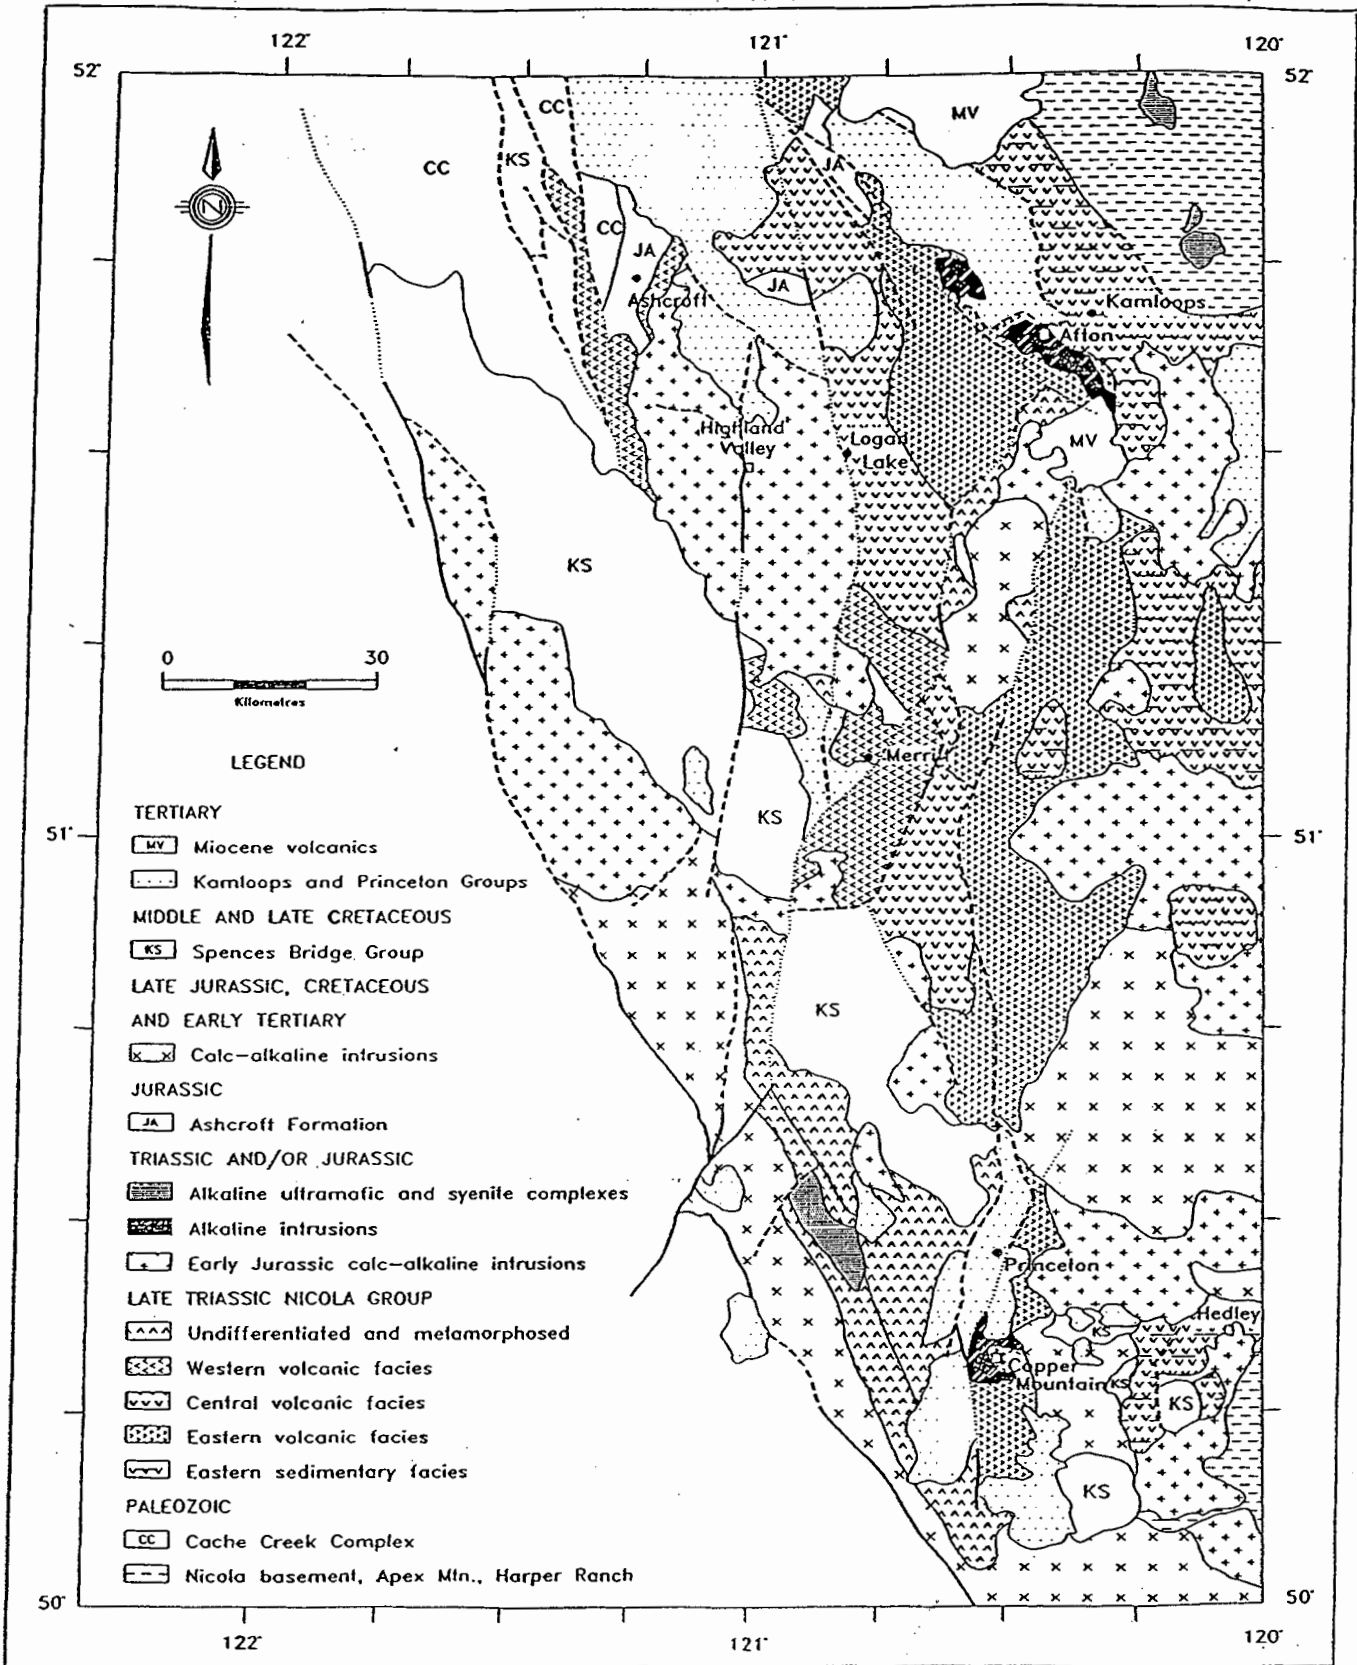 122° 121° 120°
52° 52°
MV
CC
KS
CC
JA
CC
JA
Ashcroft
JA
Kamloops
Afton
Highland
Valley
Logan
Lake
MV
KS
0 30
Kilometres
Merritt
KS
51° 51°
KS
LEGEND
TERTIARY
MV Miocene volcanics
Kamloops and Princeton Groups
MIDDLE AND LATE CRETACEOUS
KS Spences Bridge Group
LATE JURASSIC, CRETACEOUS
AND EARLY TERTIARY
x x Calc-alkaline intrusions
JURASSIC
JA Ashcroft Formation
TRIASSIC AND/OR JURASSIC
Alkaline ultramafic and syenite complexes
Alkaline intrusions
Early Jurassic calc-alkaline intrusions
LATE TRIASSIC NICOLA GROUP
Undifferentiated and metamorphosed
Western volcanic facies
Central volcanic facies
Eastern volcanic facies
Eastern sedimentary facies
PALEOZOIC
CC Cache Creek Complex
Nicola basement, Apex Mtn., Harper Ranch
Princeton
Hedley
KS
Copper
Mountain
KS
KS
KS
50° 50°
122° 121° 120°
N